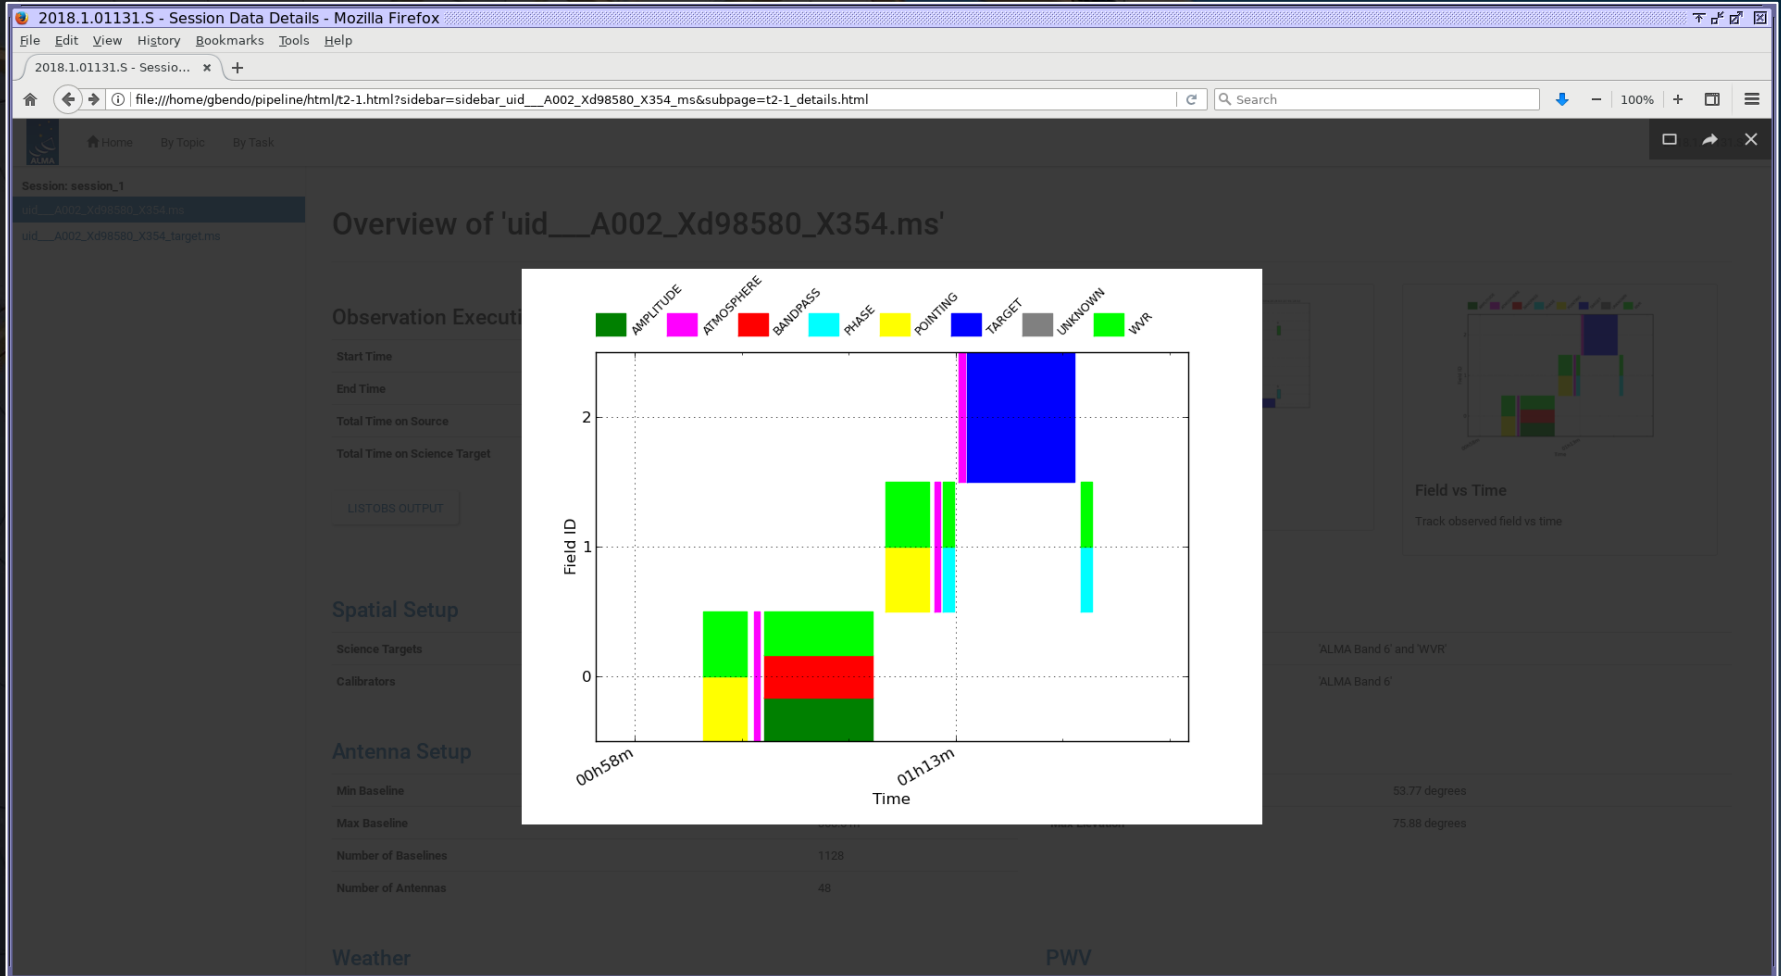 2018.1.01131.S - Session Data Details - Mozilla Firefox
File Edit View History Bookmarks Tools Help
2018.1.01131.S - Sessio...
file:///home/gbendo/pipeline/html/t2-1.html?sidebar=sidebar_uid___A002_Xd98580_X354_ms&subpage=t2-1_details.html
Search
100%
ALMA
Home By Topic By Task
Session: session_1
uid___A002_Xd98580_X354.ms
uid___A002_Xd98580_X354_target.ms
Overview of 'uid___A002_Xd98580_X354.ms'
Observation Executi
Start Time
End Time
Total Time on Source
Total Time on Science Target
LISTOBS OUTPUT
AMPLITUDE ATMOSPHERE BANDPASS PHASE POINTING TARGET UNKNOWN WVR
2
1
0
Field ID
00h58m 01h13m
Time
Field vs Time
Track observed field vs time
Spatial Setup
Science Targets 'ALMA Band 6' and 'WVR'
Calibrators 'ALMA Band 6'
Antenna Setup
Min Baseline 53.77 degrees
Max Baseline 75.88 degrees
Number of Baselines 1128
Number of Antennas 48
Weather PWV